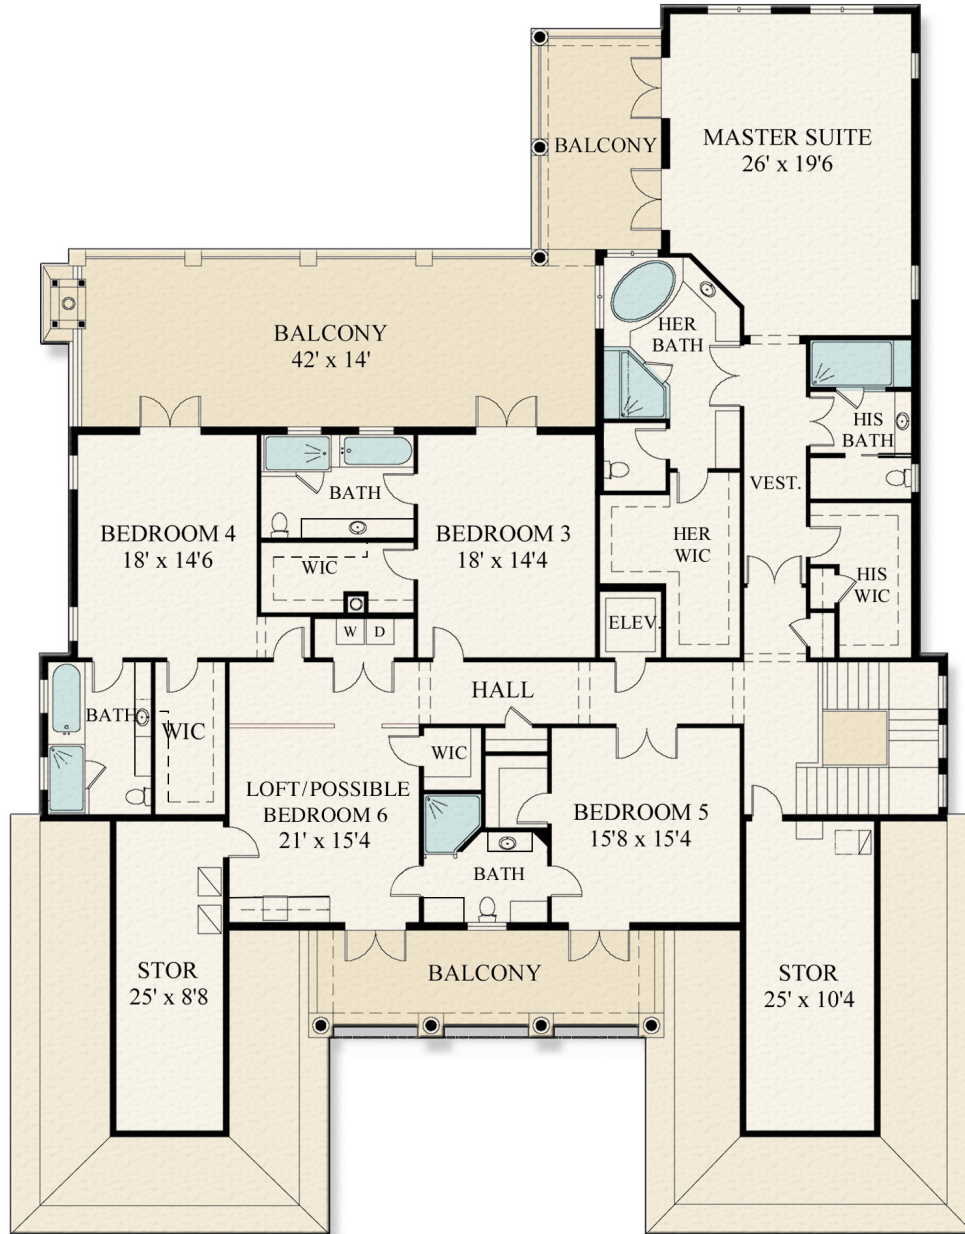 MASTER SUITE
26' x 19'6
BALCONY
BALCONY
42' x 14'
HER
BATH
HIS
BATH
VEST.
BATH
BEDROOM 4
18' x 14'6
BEDROOM 3
18' x 14'4
WIC
HER
WIC
HIS
WIC
W
D
ELEV.
HALL
BATH
WIC
WIC
LOFT/POSSIBLE
BEDROOM 6
21' x 15'4
BEDROOM 5
15'8 x 15'4
BATH
STOR
25' x 8'8
BALCONY
STOR
25' x 10'4